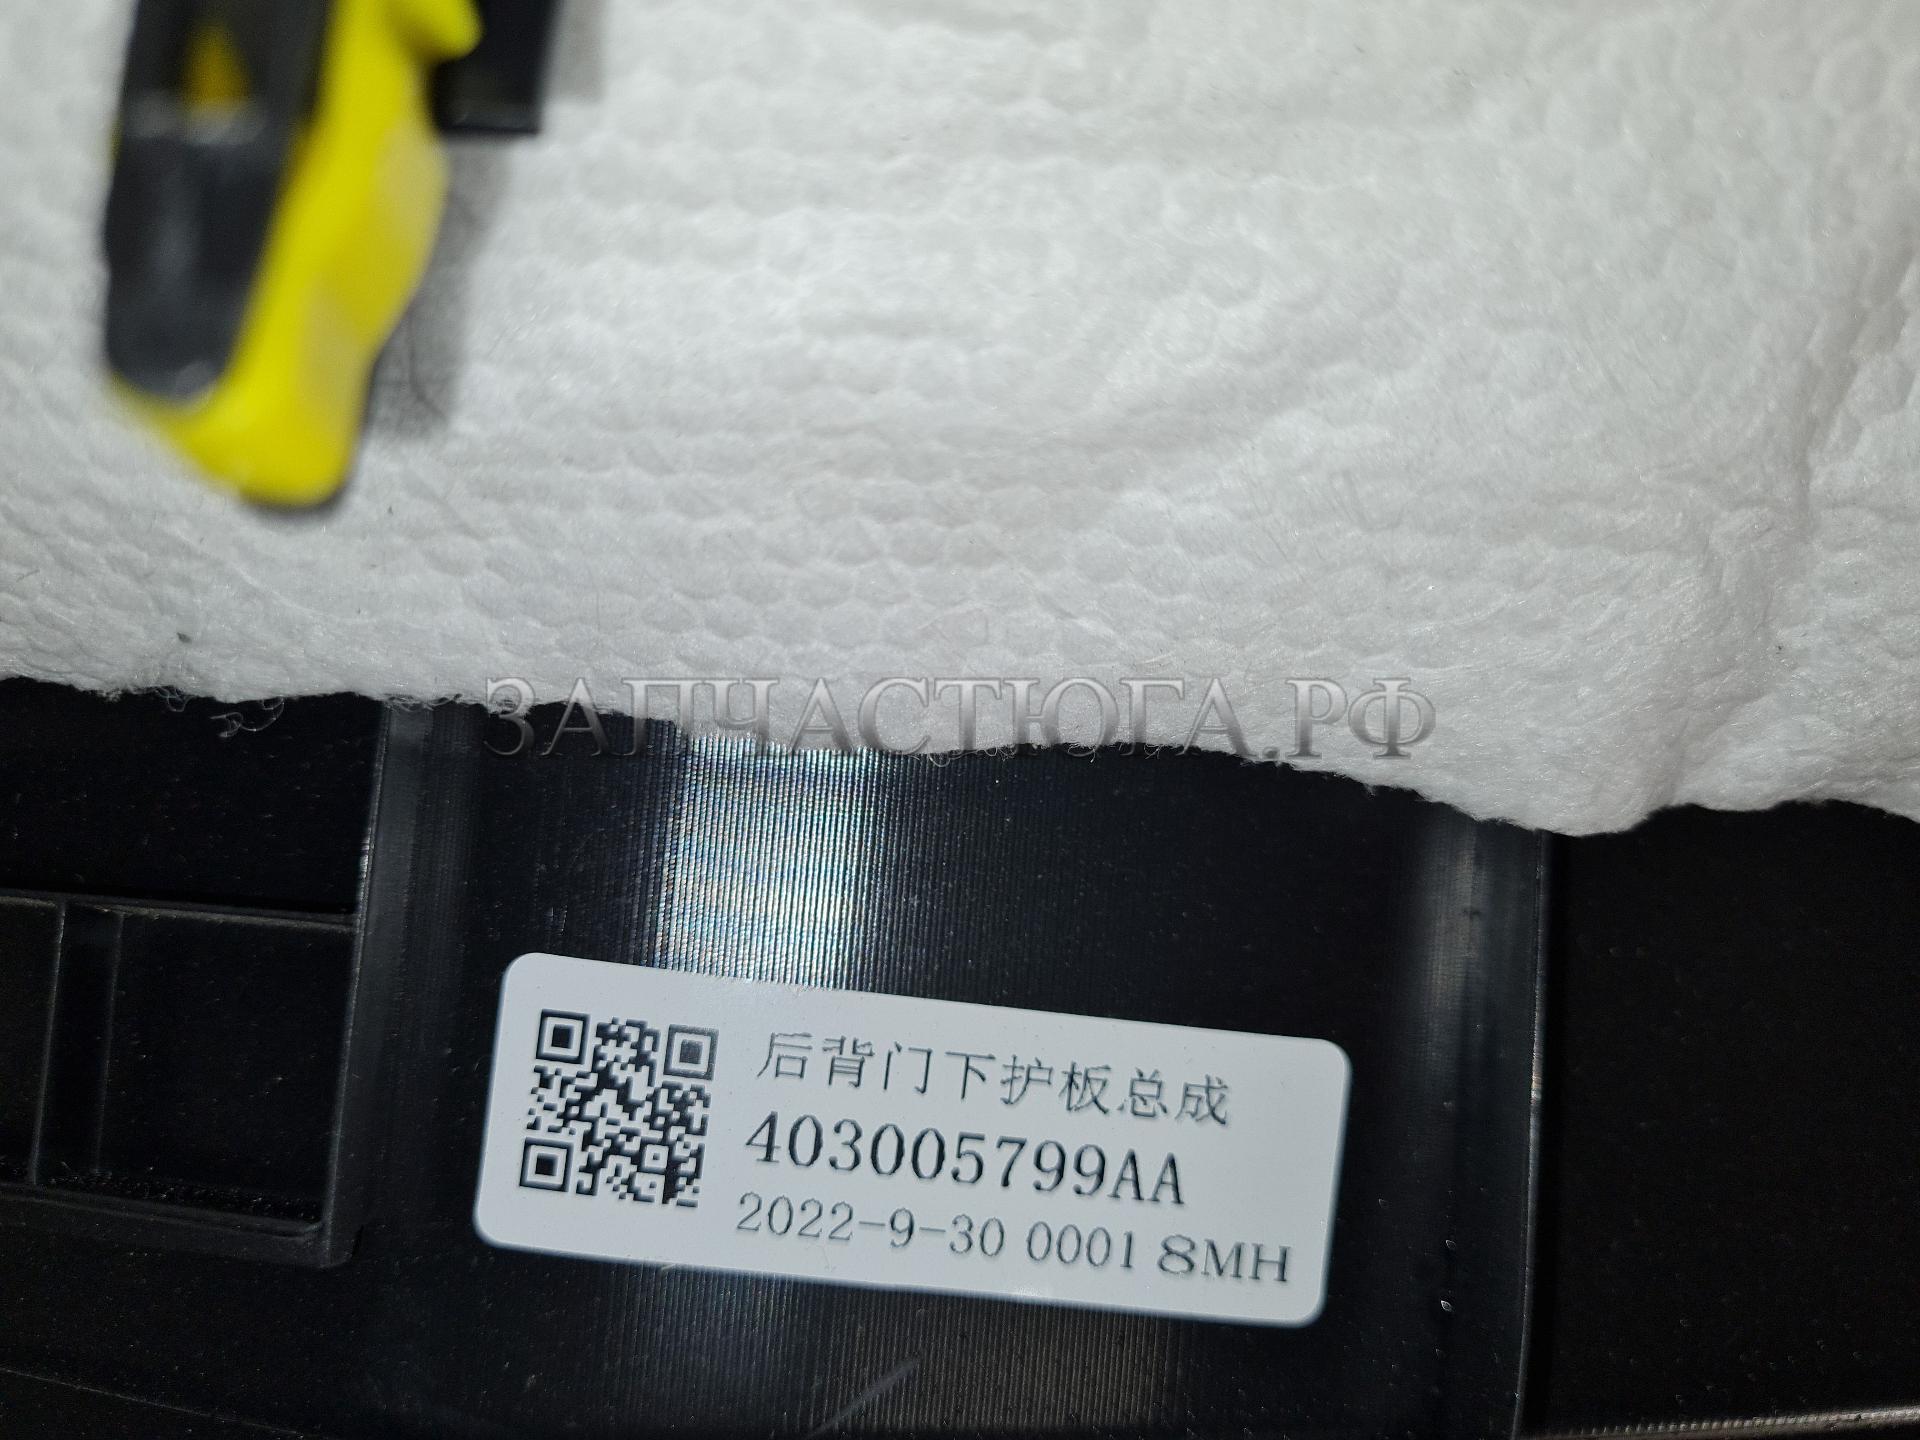 ЗАПЧАСТЮГА.РФ
后背门下护板总成
403005799AA
2022-9-30 0001 8MH